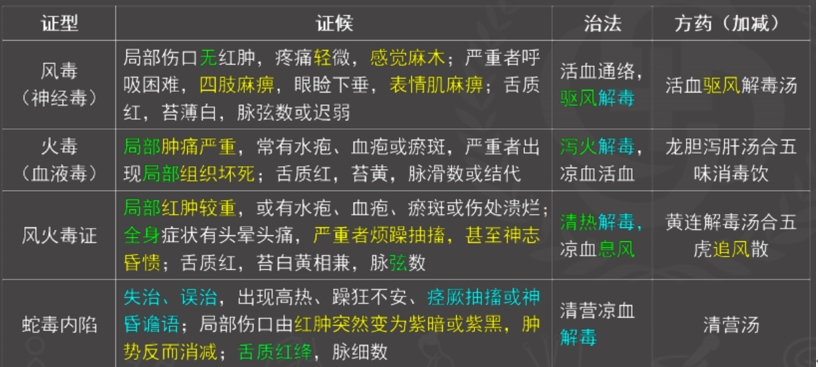 证型 证候 治法 方药（加减）
风毒
（神经毒）
局部伤口无红肿，疼痛轻微，感觉麻木；严重者呼
吸困难，四肢麻痹，眼睑下垂，表情肌麻痹；舌质
红，苔薄白，脉弦数或迟弱
活血通络，
驱风解毒
活血驱风解毒汤
火毒
（血液毒）
局部肿痛严重，常有水疱、血疱或瘀斑，严重者出
现局部组织坏死；舌质红，苔黄，脉滑数或结代
泻火解毒，
凉血活血
龙胆泻肝汤合五
味消毒饮
风火毒证
局部红肿较重，或有水疱、血疱、瘀斑或伤处溃烂；
全身症状有头晕头痛，严重者烦躁抽搐，甚至神志
昏愦；舌质红，苔白黄相兼，脉弦数
清热解毒，
凉血息风
黄连解毒汤合五
虎追风散
蛇毒内陷
失治、误治，出现高热、躁狂不安、痉厥抽搐或神
昏谵语；局部伤口由红肿突然变为紫暗或紫黑，肿
势反而消减；舌质红绛，脉细数
清营凉血
解毒
清营汤